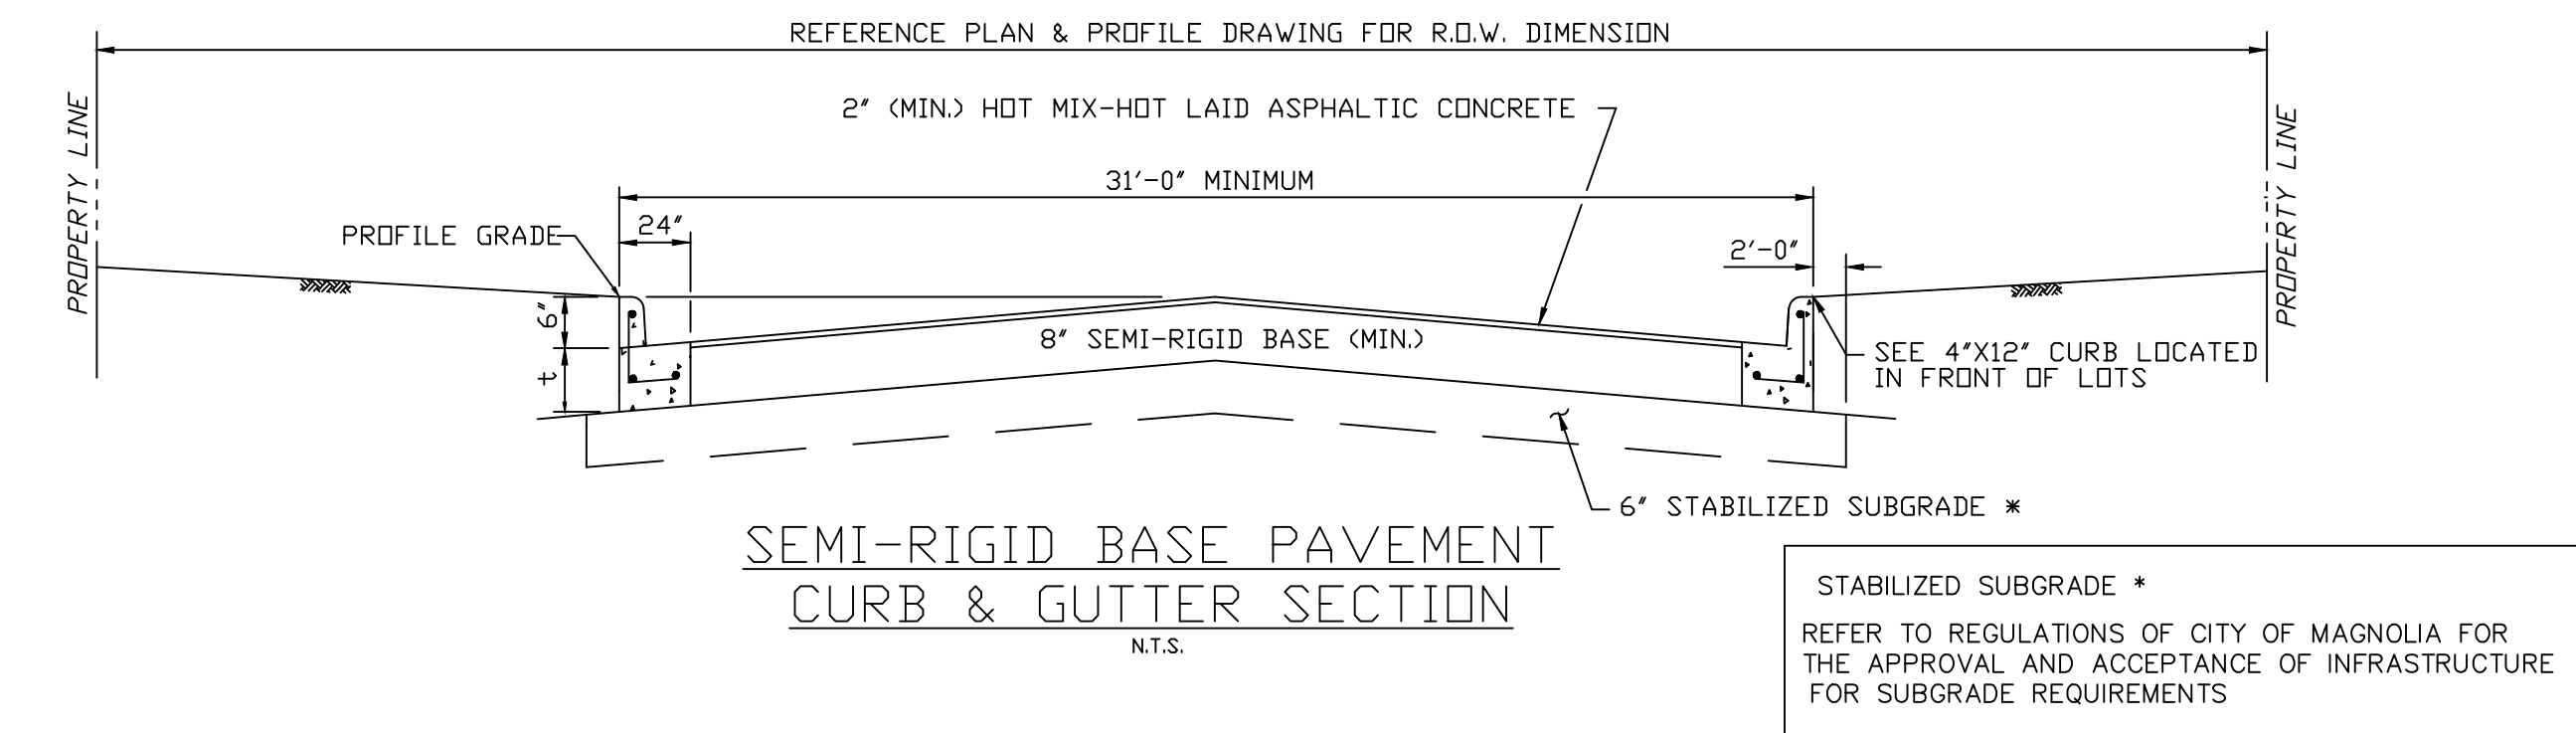 REFERENCE PLAN & PROFILE DRAWING FOR R.O.W. DIMENSION
2" (MIN.) HOT MIX-HOT LAID ASPHALTIC CONCRETE
PROPERTY LINE
PROPERTY LINE
31'-0" MINIMUM
24"
PROFILE GRADE
2'-0"
6"
8" SEMI-RIGID BASE (MIN.)
t
SEE 4"X12" CURB LOCATED
IN FRONT OF LOTS
6" STABILIZED SUBGRADE *
SEMI-RIGID BASE PAVEMENT
CURB & GUTTER SECTION
N.T.S.
STABILIZED SUBGRADE *
REFER TO REGULATIONS OF CITY OF MAGNOLIA FOR
THE APPROVAL AND ACCEPTANCE OF INFRASTRUCTURE
FOR SUBGRADE REQUIREMENTS